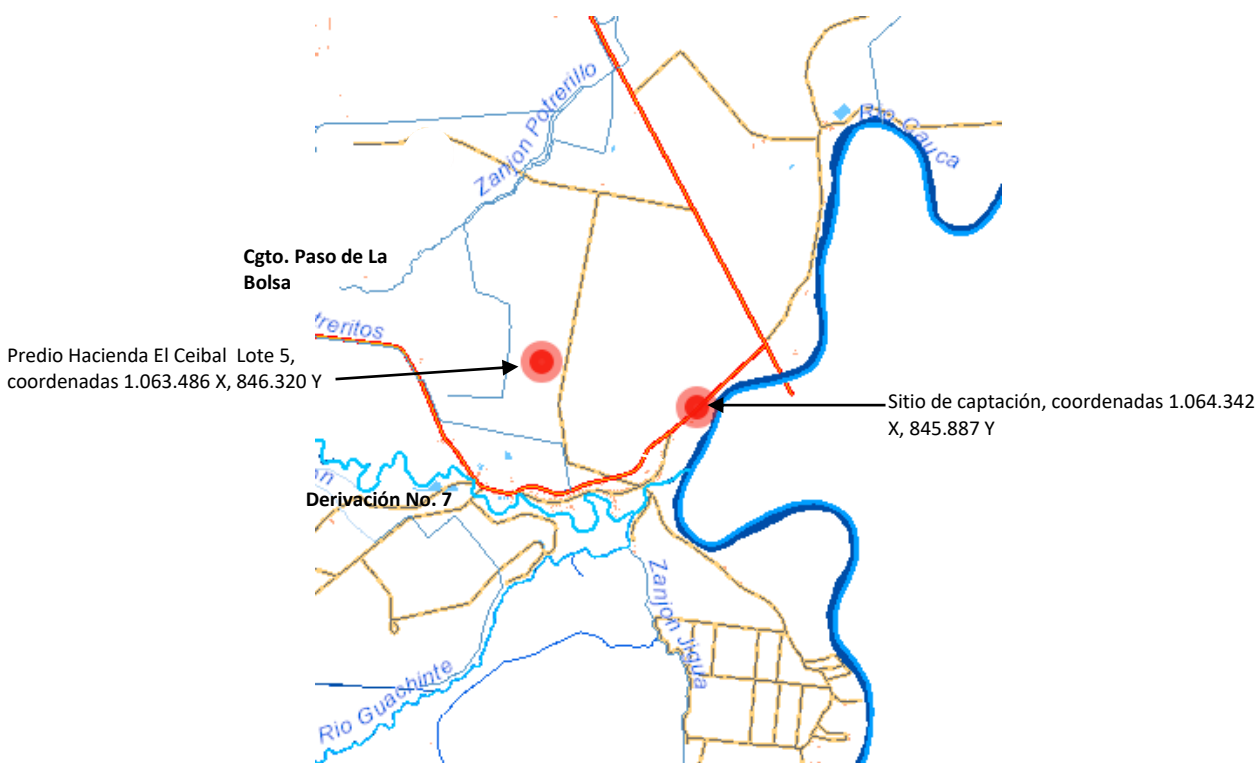 Zanjon Potrerillo
Rio Cauca
Cgto. Paso de La
Bolsa
treritos
Predio Hacienda El Ceibal Lote 5,
coordenadas 1.063.486 X, 846.320 Y
Sitio de captación, coordenadas 1.064.342
X, 845.887 Y
Derivación No. 7
Zanjon Jigua
Rio Guachinte